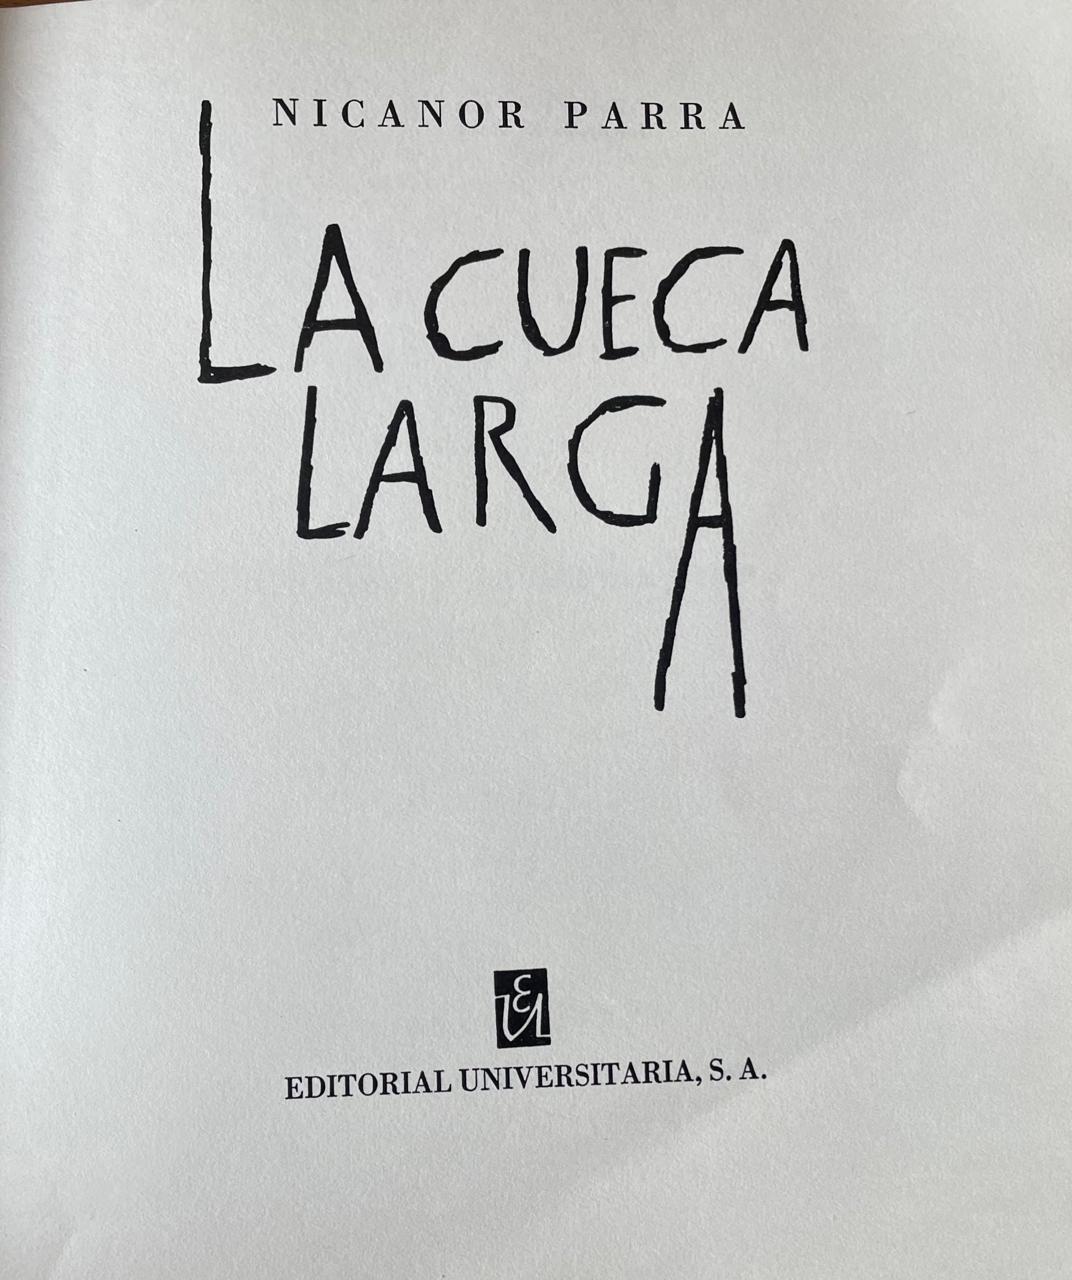 NICANOR PARRA
LA CUECA
LARGA
EU
EDITORIAL UNIVERSITARIA, S. A.